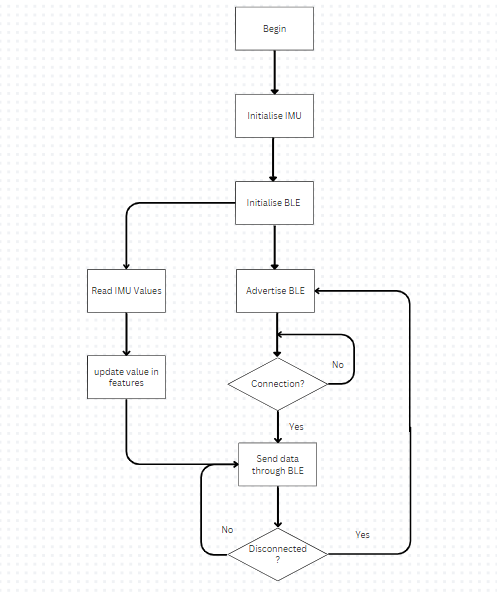 Begin
Initialise IMU
Initialise BLE
Read IMU Values
Advertise BLE
update value in
features
Connection?
No
Yes
Send data
through BLE
No
Disconnected
?
Yes